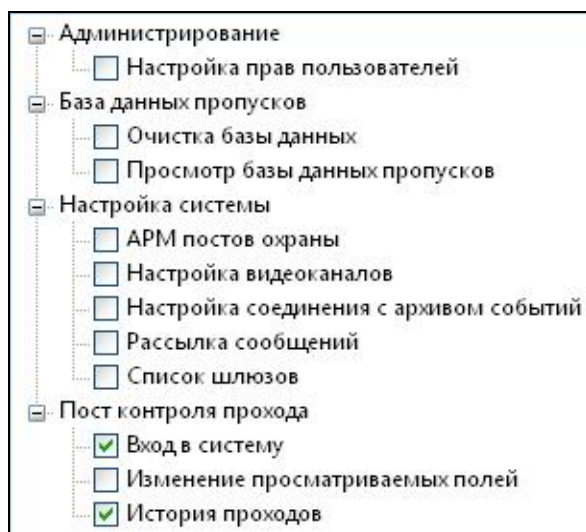 Администрирование
Настройка прав пользователей
База данных пропусков
Очистка базы данных
Просмотр базы данных пропусков
Настройка системы
АРМ постов охраны
Настройка видеоканалов
Настройка соединения с архивом событий
Рассылка сообщений
Список шлюзов
Пост контроля прохода
Вход в систему
Изменение просматриваемых полей
История проходов